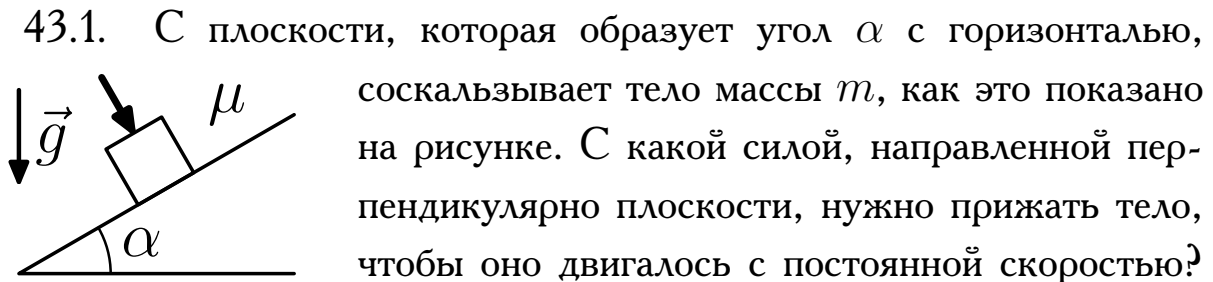 43.1. С плоскости, которая образует угол α с горизонталью,
соскальзывает тело массы m, как это показано
на рисунке. С какой силой, направленной пер-
пендикулярно плоскости, нужно прижать тело,
чтобы оно двигалось с постоянной скоростью?
g⃗
μ
α